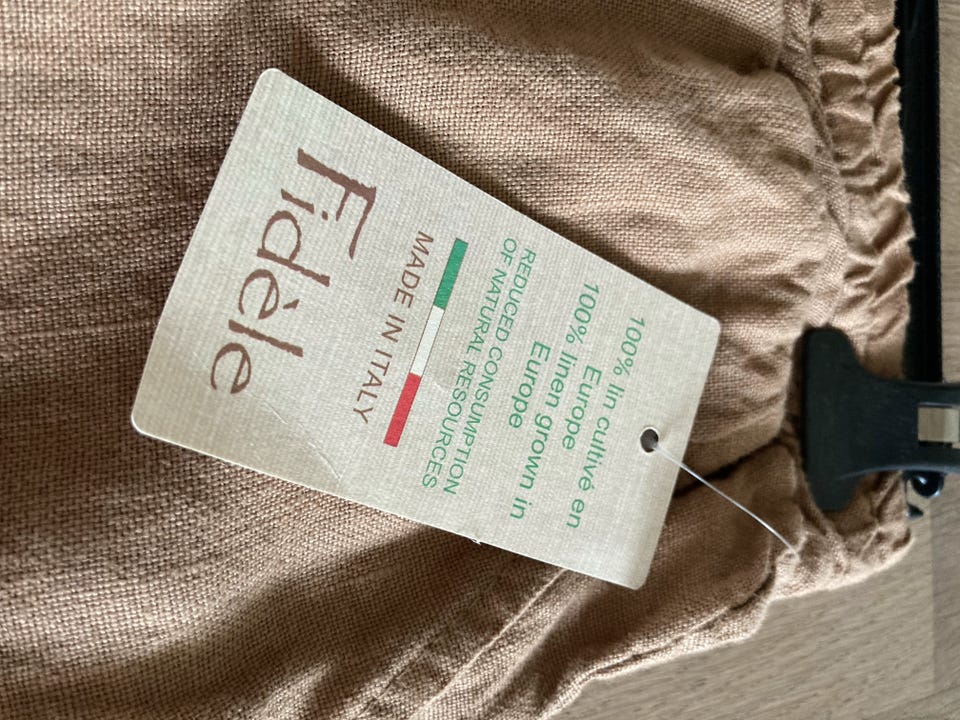 100% lin cultivé en
Europe
100% linen grown in
Europe
REDUCED CONSUMPTION
OF NATURAL RESOURCES
MADE IN ITALY
Fidèle